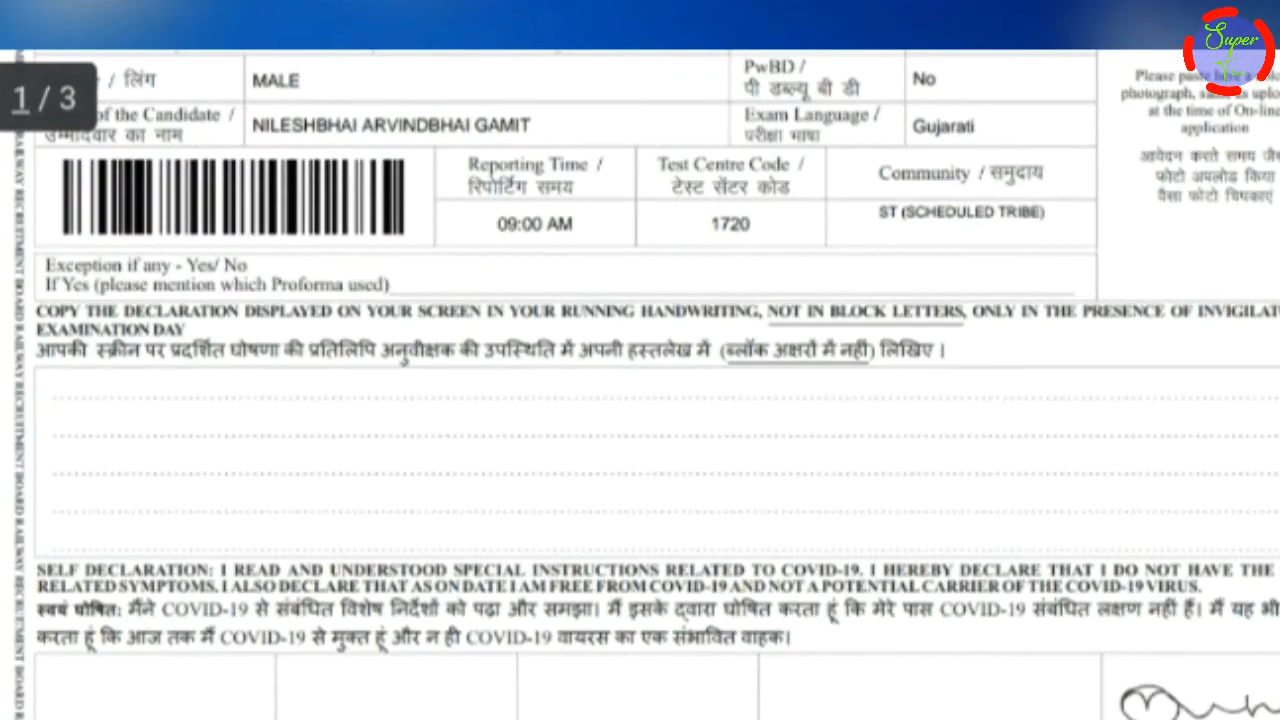 Super
1 / 3
/ लिंग
MALE
PwBD /
पी डब्ल्यू बी डी
No
of the Candidate /
उम्मीदवार का नाम
NILESHBHAI ARVINDBHAI GAMIT
Exam Language /
परीक्षा भाषा
Gujarati
Please paste
photograph,
at the time of On-line
application
आवेदन करते समय
फोटो अपलोड किया
वैसा फोटो चिपकाएं
Reporting Time /
रिपोर्टिंग समय
Test Centre Code /
टेस्ट सेंटर कोड
Community / समुदाय
09:00 AM
1720
ST (SCHEDULED TRIBE)
Exception if any - Yes/ No
If Yes (please mention which Proforma used)
COPY THE DECLARATION DISPLAYED ON YOUR SCREEN IN YOUR RUNNING HANDWRITING, NOT IN BLOCK LETTERS, ONLY IN THE PRESENCE OF
EXAMINATION DAY
आपकी स्क्रीन पर प्रदर्शित घोषणा की प्रतिलिपि अनुवीक्षक की उपस्थिति में अपनी हस्तलेख में (ब्लॉक अक्षरों में नहीं) लिखिए ।
SELF DECLARATION: I READ AND UNDERSTOOD SPECIAL INSTRUCTIONS RELATED TO COVID-19. I HEREBY DECLARE THAT I DO NOT HAVE THE
RELATED SYMPTOMS. I ALSO DECLARE THAT AS ON DATE I AM FREE FROM COVID-19 AND NOT A POTENTIAL CARRIER OF THE COVID-19 VIRUS.
स्वयं घोषित: मैंने COVID-19 से संबंधित विशेष निर्देशों को पढ़ा और समझा। मैं इसके द्वारा घोषित करता हूं कि मेरे पास COVID-19 संबंधित लक्षण नहीं हैं। मैं यह भी
करता हूं कि आज तक मैं COVID-19 से मुक्त हूं और न ही COVID-19 वायरस का एक संभावित वाहक।